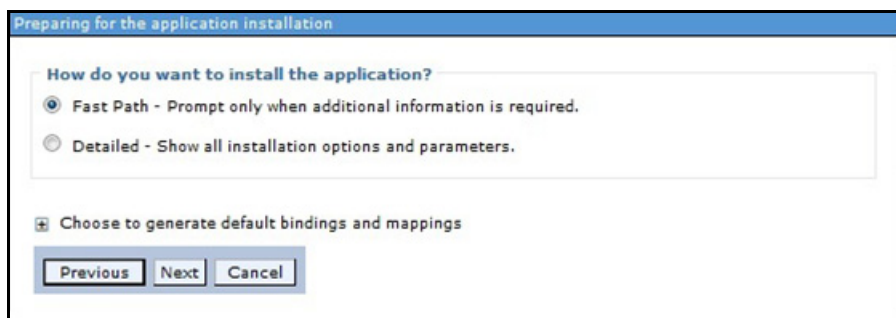 Preparing for the application installation
How do you want to install the application?
Fast Path - Prompt only when additional information is required.
Detailed - Show all installation options and parameters.
Choose to generate default bindings and mappings
Previous Next Cancel